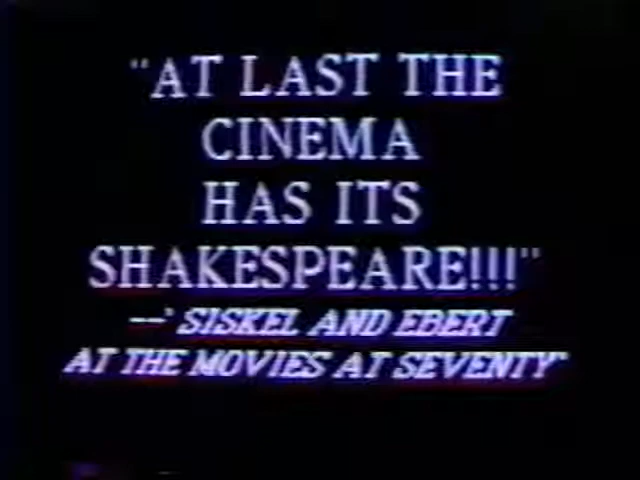 "AT LAST THE
CINEMA
HAS ITS
SHAKESPEARE!!!"
--' SISKEL AND EBERT
AT THE MOVIES AT SEVENTY'